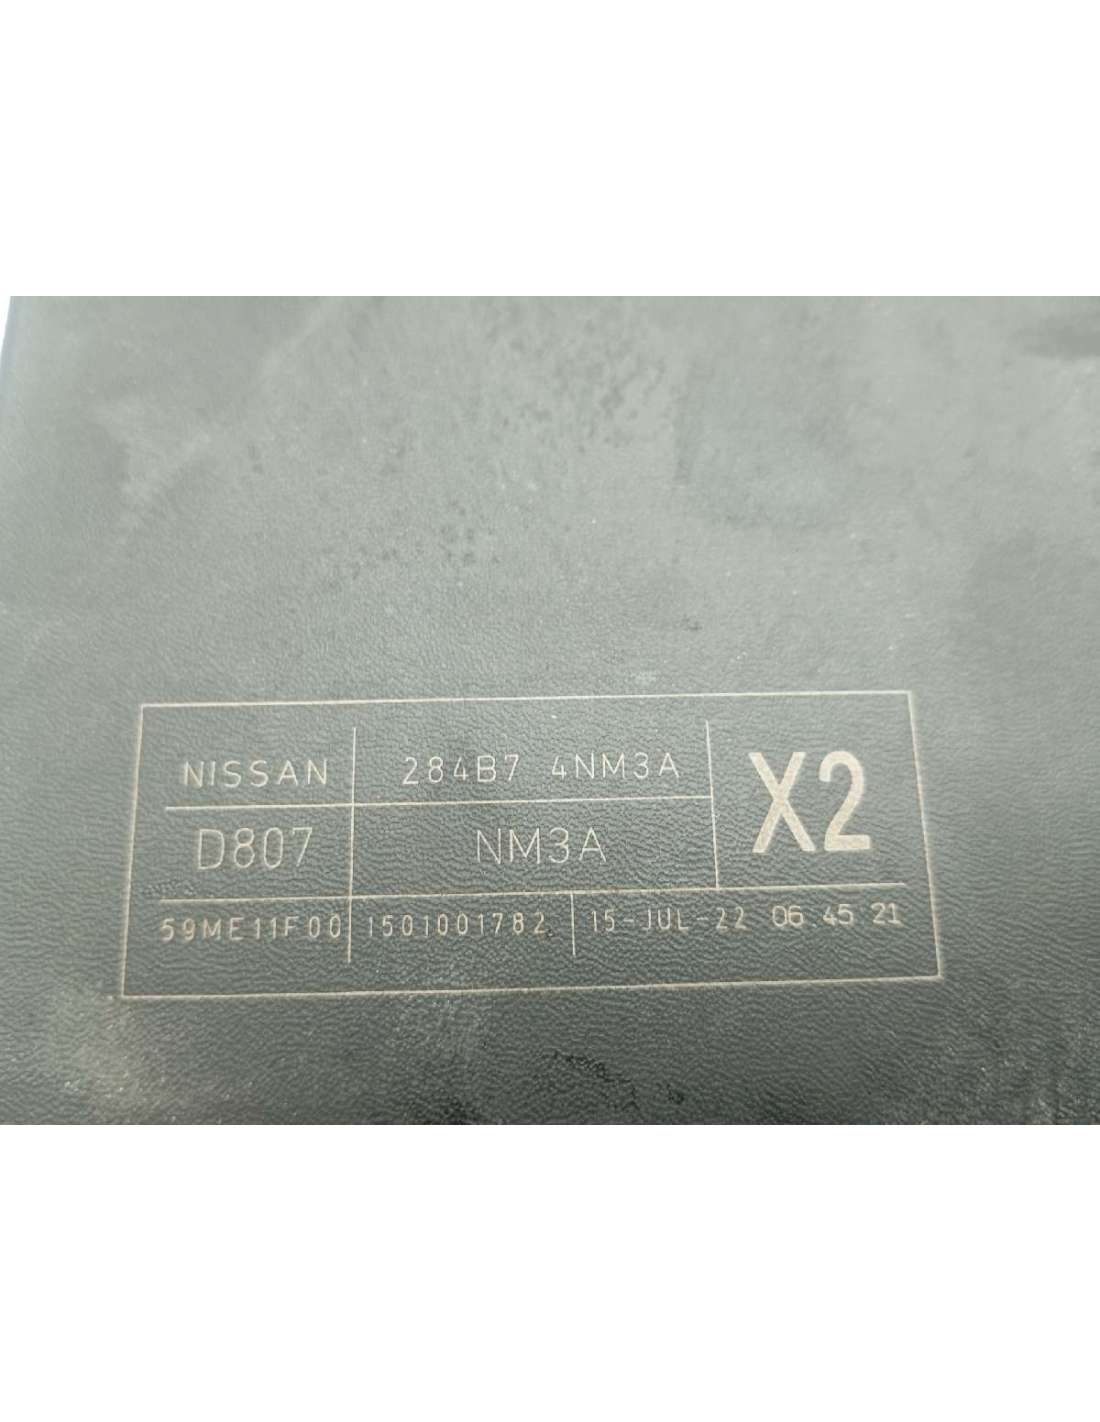 NISSAN 284B7 4NM3A X2
D807 NM3A
59ME11F00 1501001782 15-JUL-22 06 45 21